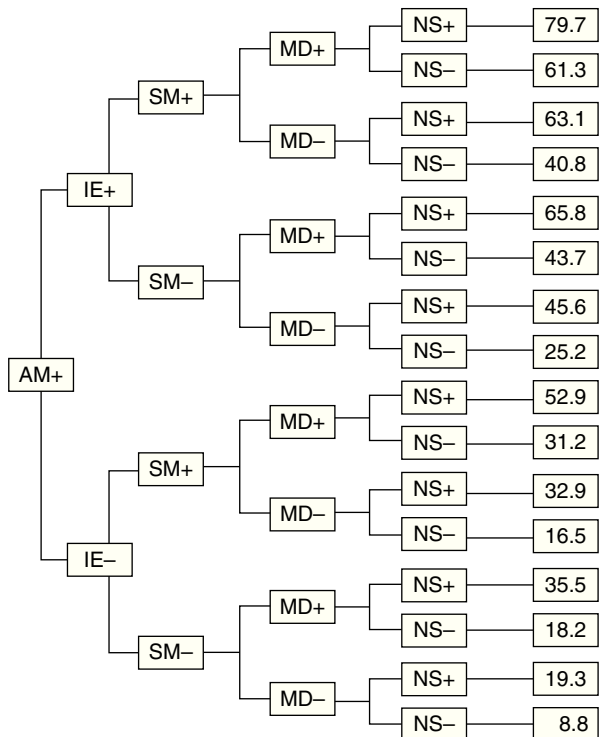 NS+ 79.7
MD+
NS– 61.3
SM+
NS+ 63.1
MD–
NS– 40.8
IE+
NS+ 65.8
MD+
NS– 43.7
SM–
NS+ 45.6
MD–
NS– 25.2
AM+
NS+ 52.9
MD+
NS– 31.2
SM+
NS+ 32.9
MD–
NS– 16.5
IE–
NS+ 35.5
MD+
NS– 18.2
SM–
NS+ 19.3
MD–
NS– 8.8